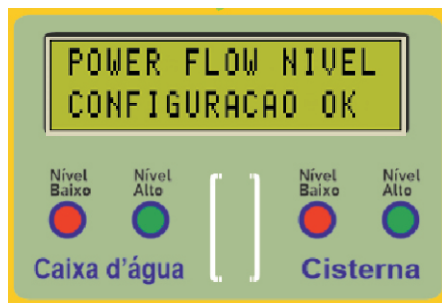 POWER FLOW NIVEL
CONFIGURACAO OK
Nível Baixo
Nível Alto
Nível Baixo
Nível Alto
Caixa d'água
Cisterna